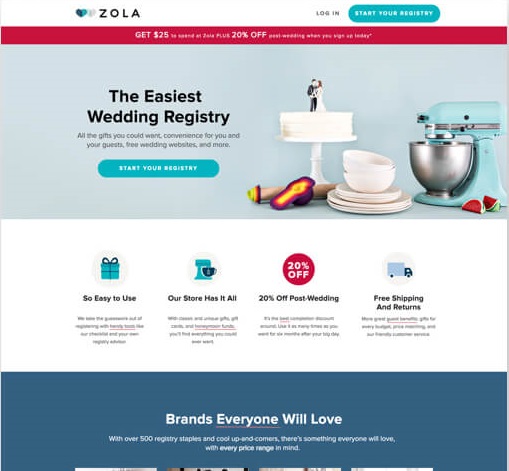 ZOLA
LOG IN
START YOUR REGISTRY
GET $25 to spend at Zola PLUS 20% OFF post-wedding when you sign up today*
The Easiest
Wedding Registry
All the gifts you could want, convenience for you and
your guests, free wedding websites, and more.
START YOUR REGISTRY
20%
OFF
So Easy to Use
We take the guesswork out of
registering with handy tools like
our checklist and your own
registry advisor.
Our Store Has It All
With classic and unique gifts, gift
cards, and honeymoon funds,
you'll find everything you could
ever want.
20% Off Post-Wedding
It's the best completion discount
around. Use it as many times as you
want for six months after your big day.
Free Shipping
And Returns
More great guest benefits: gifts for
every budget, price matching, and
our friendly customer service.
Brands Everyone Will Love
With over 500 registry staples and cool up-and-comers, there's something everyone will love,
with every price range in mind.